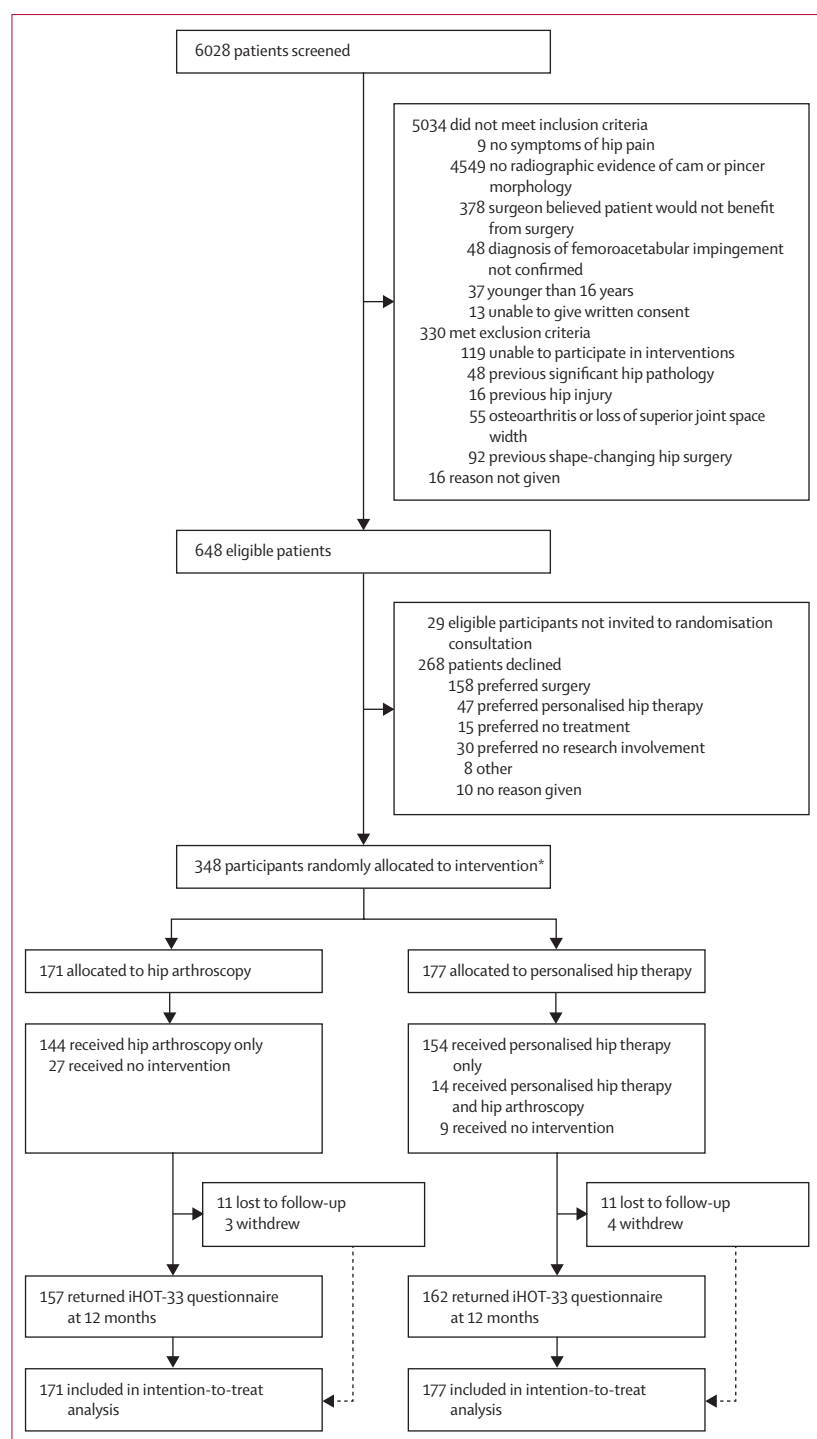 6028 patients screened
5034 did not meet inclusion criteria
9 no symptoms of hip pain
4549 no radiographic evidence of cam or pincer
morphology
378 surgeon believed patient would not benefit
from surgery
48 diagnosis of femoroacetabular impingement
not confirmed
37 younger than 16 years
13 unable to give written consent
330 met exclusion criteria
119 unable to participate in interventions
48 previous significant hip pathology
16 previous hip injury
55 osteoarthritis or loss of superior joint space
width
92 previous shape-changing hip surgery
16 reason not given
648 eligible patients
29 eligible participants not invited to randomisation
consultation
268 patients declined
158 preferred surgery
47 preferred personalised hip therapy
15 preferred no treatment
30 preferred no research involvement
8 other
10 no reason given
348 participants randomly allocated to intervention*
171 allocated to hip arthroscopy
177 allocated to personalised hip therapy
144 received hip arthroscopy only
27 received no intervention
154 received personalised hip therapy
only
14 received personalised hip therapy
and hip arthroscopy
9 received no intervention
11 lost to follow-up
3 withdrew
11 lost to follow-up
4 withdrew
157 returned iHOT-33 questionnaire
at 12 months
162 returned iHOT-33 questionnaire
at 12 months
171 included in intention-to-treat
analysis
177 included in intention-to-treat
analysis